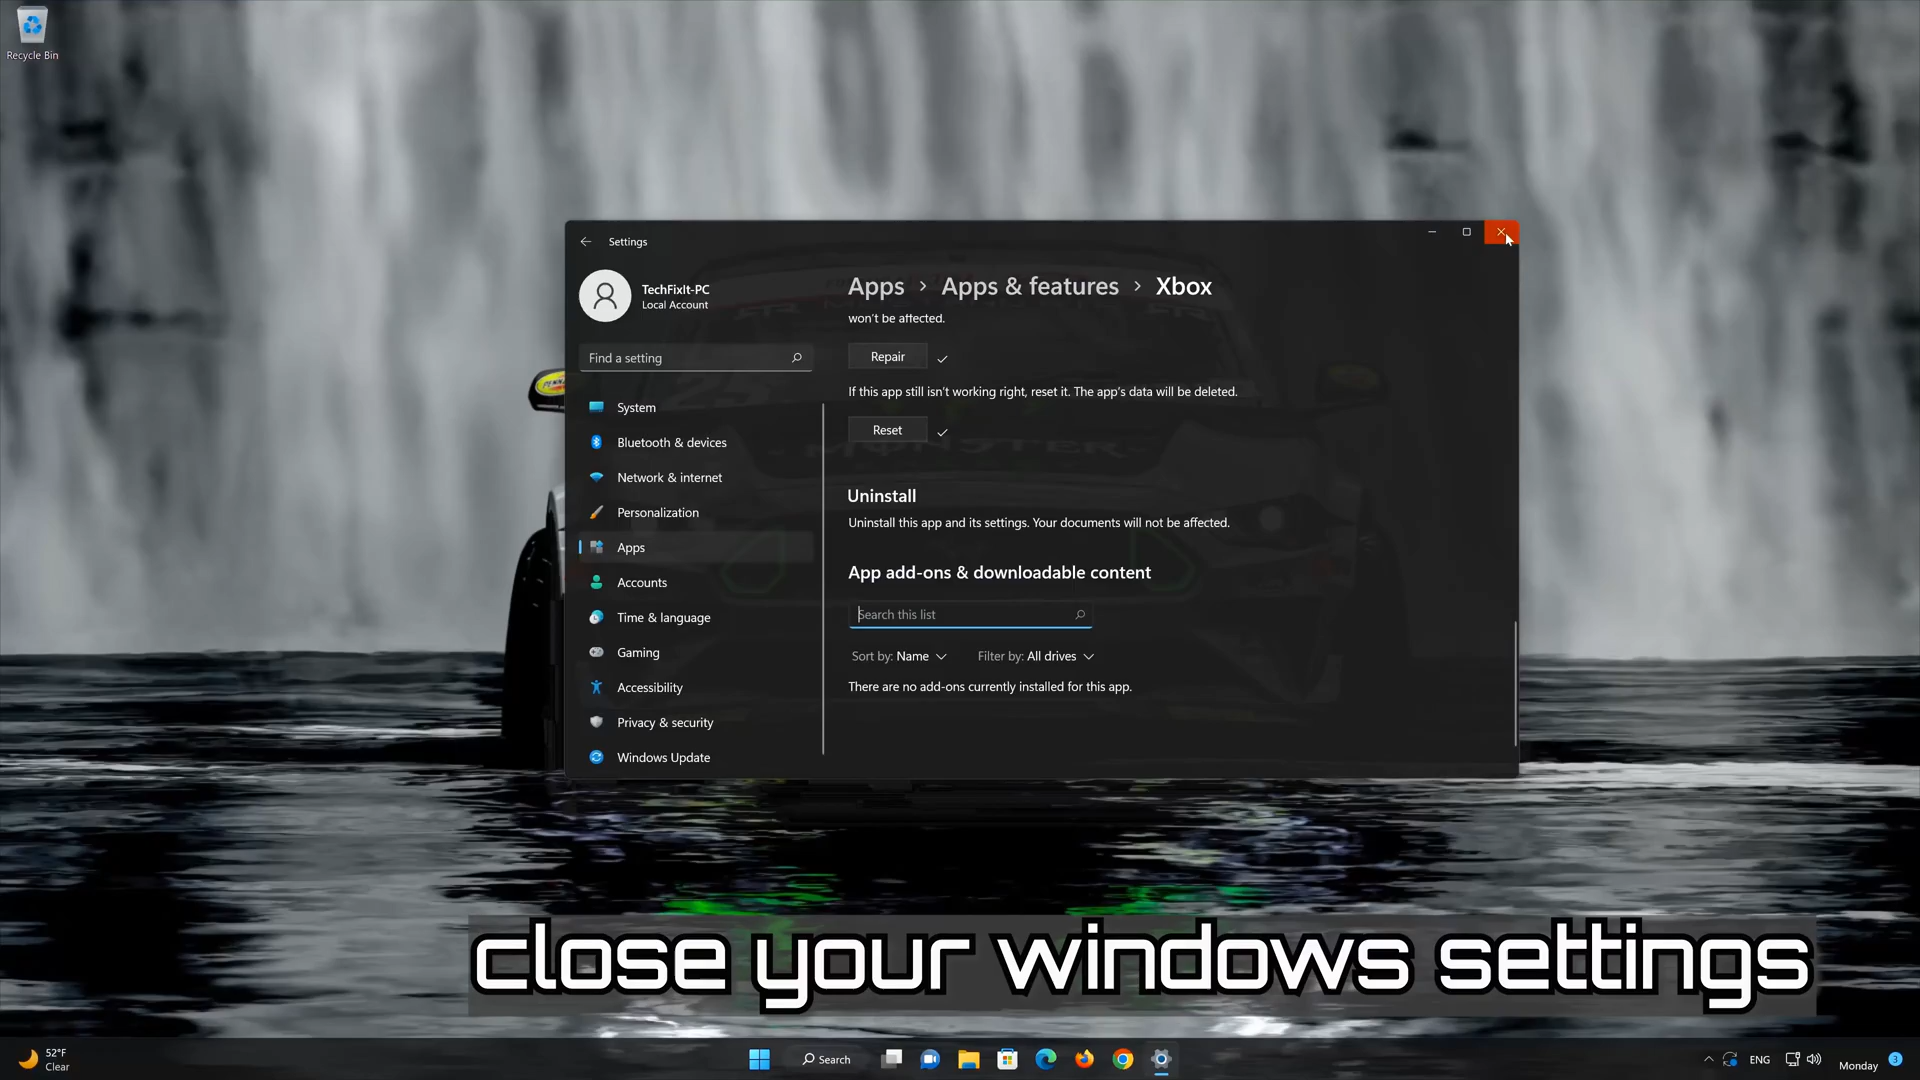 Recycle Bin
Settings
TechFixIt-PC
Local Account
Find a setting
System
Bluetooth & devices
Network & internet
Personalization
Apps
Accounts
Time & language
Gaming
Accessibility
Privacy & security
Windows Update
Apps > Apps & features > Xbox
won't be affected.
Repair
If this app still isn't working right, reset it. The app's data will be deleted.
Reset
Uninstall
Uninstall this app and its settings. Your documents will not be affected.
App add-ons & downloadable content
Search this list
Sort by: Name
Filter by: All drives
There are no add-ons currently installed for this app.
MONSTER
close your windows settings
52°F
Clear
Search
ENG
Monday
3